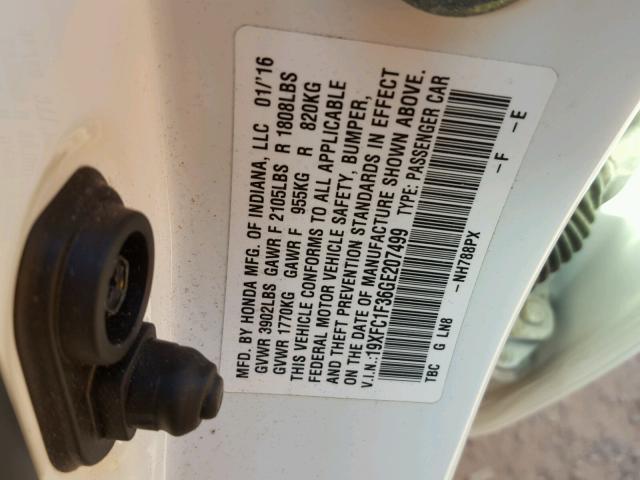 MFD. BY HONDA MFG. OF INDIANA, LLC 01/'16
GVWR 3902LBS GAWR F 2105LBS R 1808LBS
GVWR 1770KG GAWR F 955KG R 820KG
THIS VEHICLE CONFORMS TO ALL APPLICABLE
FEDERAL MOTOR VEHICLE SAFETY, BUMPER,
AND THEFT PREVENTION STANDARDS IN EFFECT
ON THE DATE OF MANUFACTURE SHOWN ABOVE.
V.I.N.:19XFC1F36GE207499 TYPE: PASSENGER CAR
TBC G LN8 -NH788PX -F -E